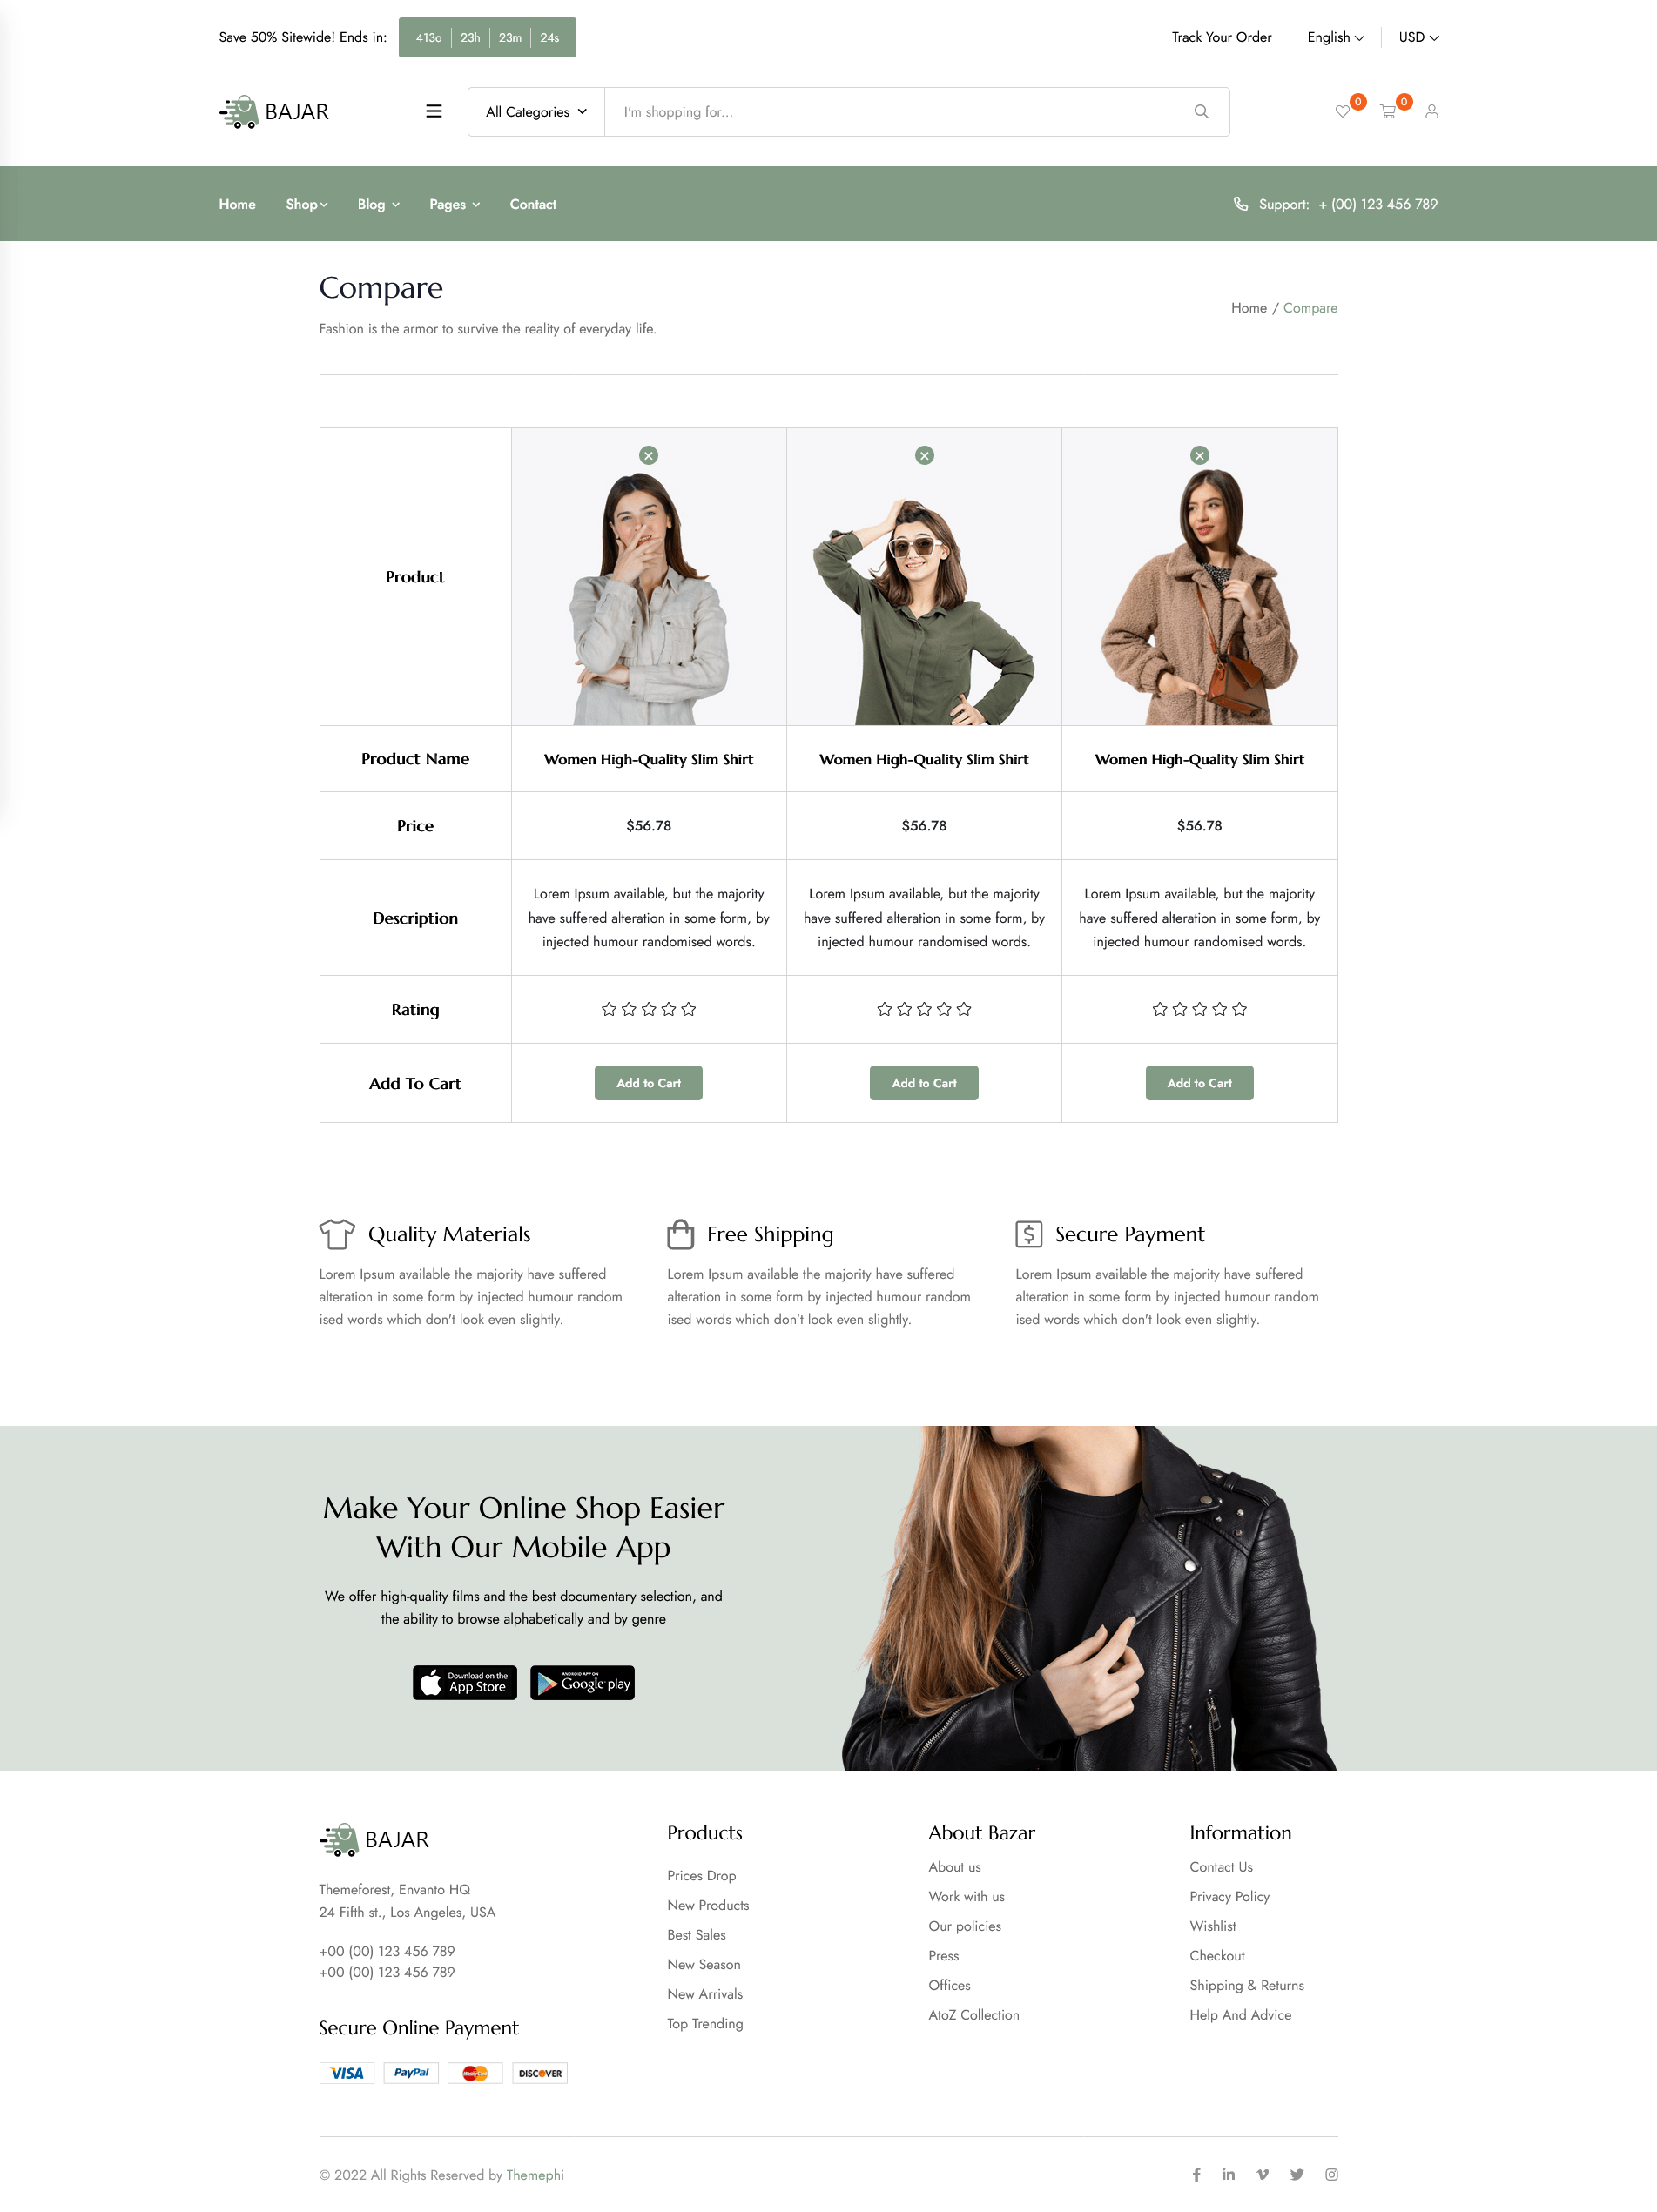 Save 50% Sitewide! Ends in: 413d 23h 23m 24s Track Your Order English USD
BAJAR All Categories I'm shopping for... 0 0
Home Shop Blog Pages Contact Support: + (00) 123 456 789
Compare
Home / Compare
Fashion is the armor to survive the reality of everyday life.
Product
Product Name Women High-Quality Slim Shirt Women High-Quality Slim Shirt Women High-Quality Slim Shirt
Price $56.78 $56.78 $56.78
Description
Lorem Ipsum available, but the majority
have suffered alteration in some form, by
injected humour randomised words.
Lorem Ipsum available, but the majority
have suffered alteration in some form, by
injected humour randomised words.
Lorem Ipsum available, but the majority
have suffered alteration in some form, by
injected humour randomised words.
Rating
Add To Cart Add to Cart Add to Cart Add to Cart
Quality Materials
Lorem Ipsum available the majority have suffered
alteration in some form by injected humour random
ised words which don't look even slightly.
Free Shipping
Lorem Ipsum available the majority have suffered
alteration in some form by injected humour random
ised words which don't look even slightly.
Secure Payment
Lorem Ipsum available the majority have suffered
alteration in some form by injected humour random
ised words which don't look even slightly.
Make Your Online Shop Easier
With Our Mobile App
We offer high-quality films and the best documentary selection, and
the ability to browse alphabetically and by genre
Download on the
App Store
ANDROID APP ON
Google play
BAJAR
Themeforest, Envanto HQ
24 Fifth st., Los Angeles, USA
+00 (00) 123 456 789
+00 (00) 123 456 789
Secure Online Payment
VISA PayPal MasterCard DISCOVER
Products
Prices Drop
New Products
Best Sales
New Season
New Arrivals
Top Trending
About Bazar
About us
Work with us
Our policies
Press
Offices
AtoZ Collection
Information
Contact Us
Privacy Policy
Wishlist
Checkout
Shipping & Returns
Help And Advice
© 2022 All Rights Reserved by Themephi